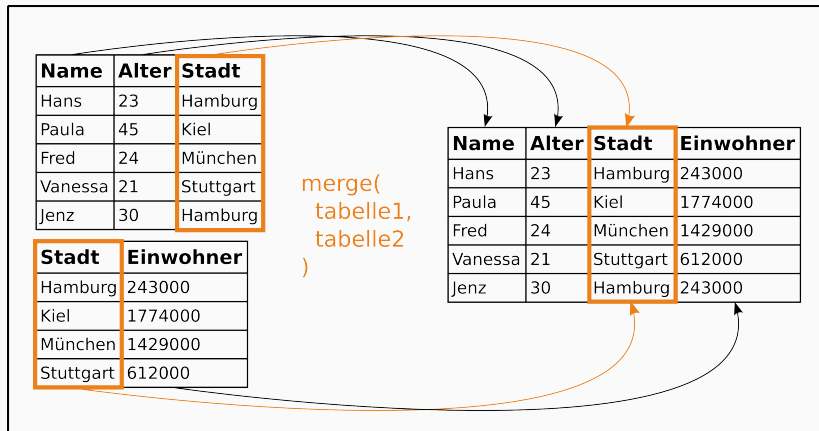 Name Alter Stadt
Hans 23 Hamburg
Paula 45 Kiel
Fred 24 München
Vanessa 21 Stuttgart
Jenz 30 Hamburg
Stadt Einwohner
Hamburg 243000
Kiel 1774000
München 1429000
Stuttgart 612000
merge(
tabelle1,
tabelle2
)
Name Alter Stadt Einwohner
Hans 23 Hamburg 243000
Paula 45 Kiel 1774000
Fred 24 München 1429000
Vanessa 21 Stuttgart 612000
Jenz 30 Hamburg 243000